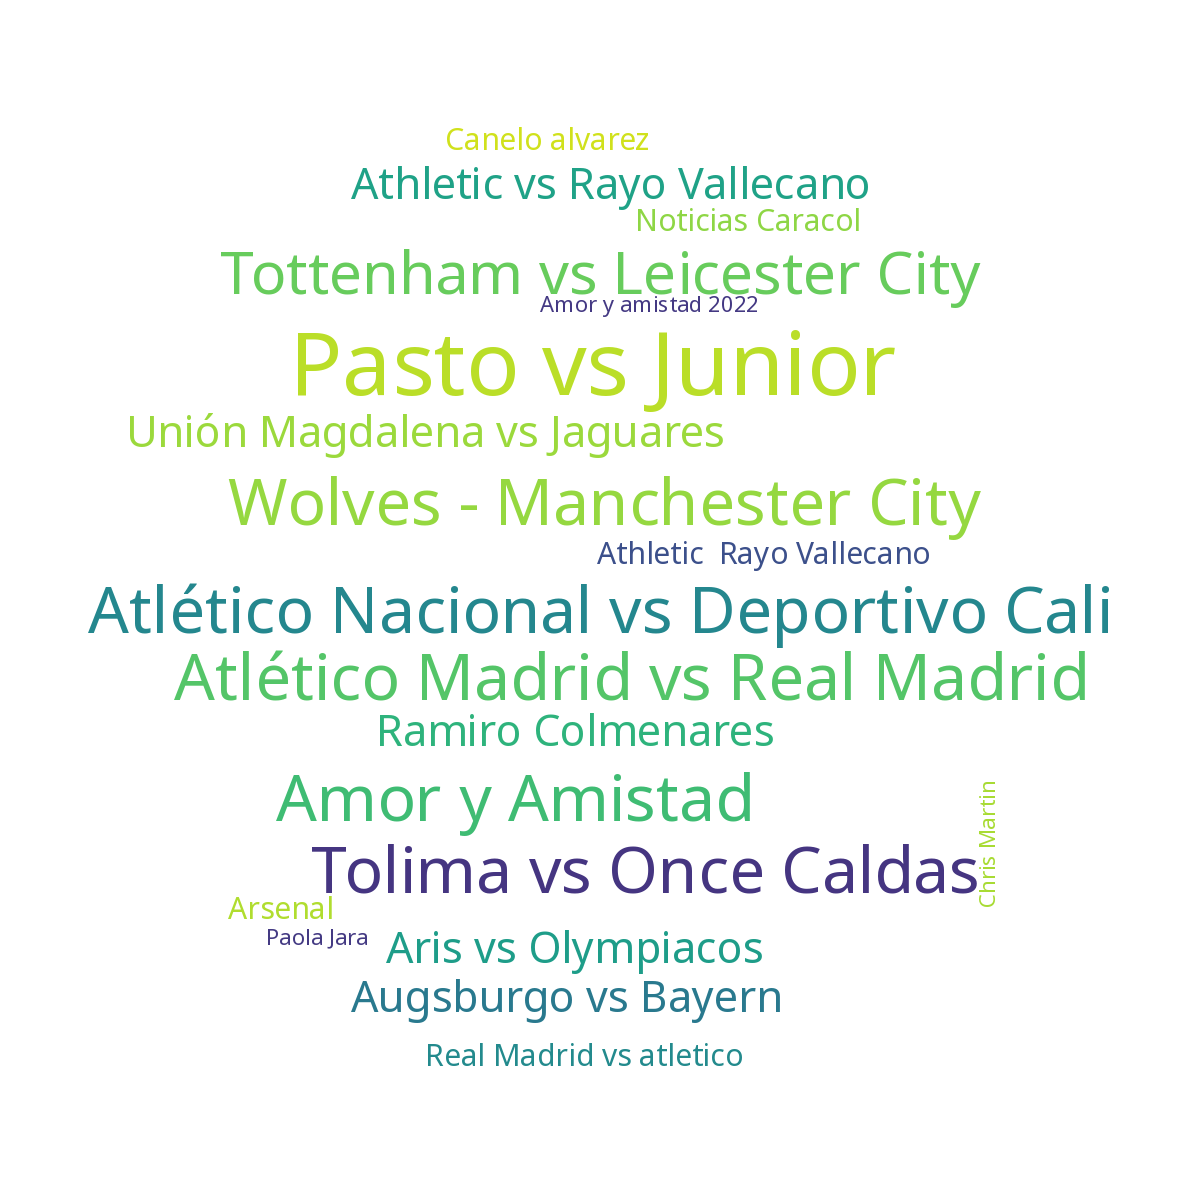 Canelo alvarez
Athletic vs Rayo Vallecano
Noticias Caracol
Tottenham vs Leicester City
Amor y amistad 2022
Pasto vs Junior
Unión Magdalena vs Jaguares
Wolves - Manchester City
Athletic  Rayo Vallecano
Atlético Nacional vs Deportivo Cali
Atlético Madrid vs Real Madrid
Ramiro Colmenares
Amor y Amistad
Chris Martin
Tolima vs Once Caldas
Arsenal
Paola Jara
Aris vs Olympiacos
Augsburgo vs Bayern
Real Madrid vs atletico